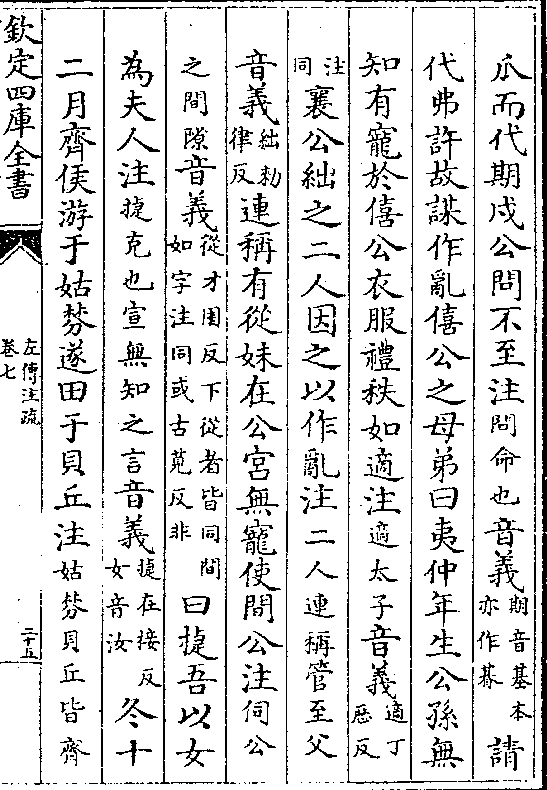 瓜而代期戍公問不至注問命也音義期音基本亦作朞請
代弗許故謀作亂僖公之母弟曰夷仲年生公孫無
知有寵於僖公衣服禮秩如適注適太子音義適丁歴反
注同襄公絀之二人因之以作亂注二人連稱管至父
音義絀勅律反連稱有從妹在公宮無寵使間公注伺公
之間隙音義從才用反下從者皆同間如字注同或古莧反非曰捷吾以女
為夫人注捷克也宣無知之言音義捷在接反女音汝冬十
二月齊侯游于姑棼遂田于貝丘注姑棼貝丘皆齊
欽定四庫全書
左傳注疏
卷七
二十五